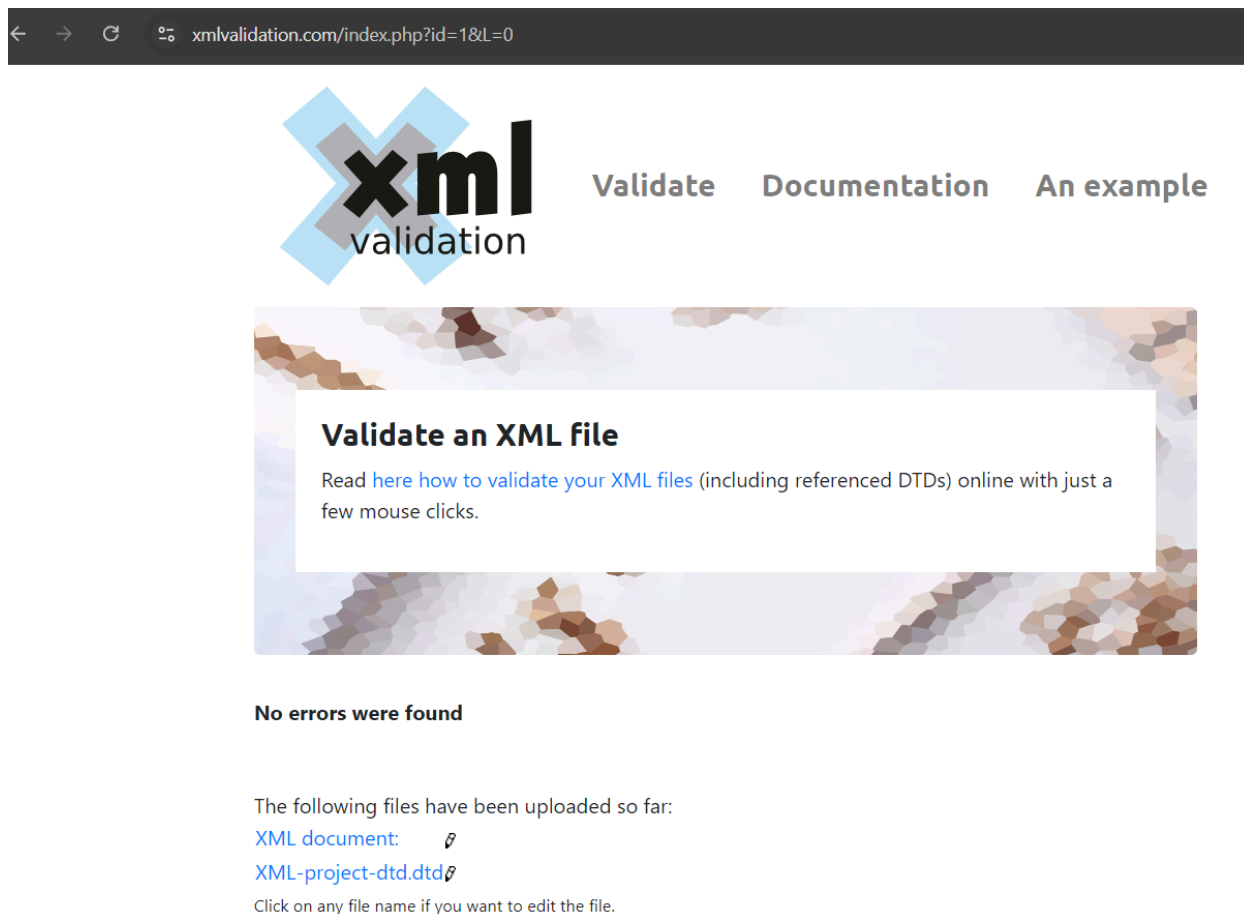 xmlvalidation.com/index.php?id=1&L=0
xml
validation
Validate Documentation An example
Validate an XML file
Read here how to validate your XML files (including referenced DTDs) online with just a
few mouse clicks.
No errors were found
The following files have been uploaded so far:
XML document:
XML-project-dtd.dtd
Click on any file name if you want to edit the file.